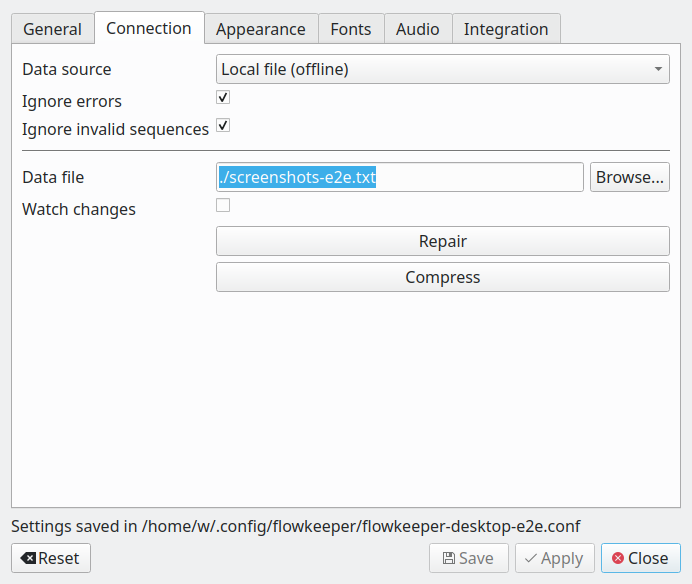 General Connection Appearance Fonts Audio Integration
Data source Local file (offline)
Ignore errors
Ignore invalid sequences
Data file ./screenshots-e2e.txt Browse...
Watch changes
Repair
Compress
Settings saved in /home/w/.config/flowkeeper/flowkeeper-desktop-e2e.conf
Reset Save Apply Close